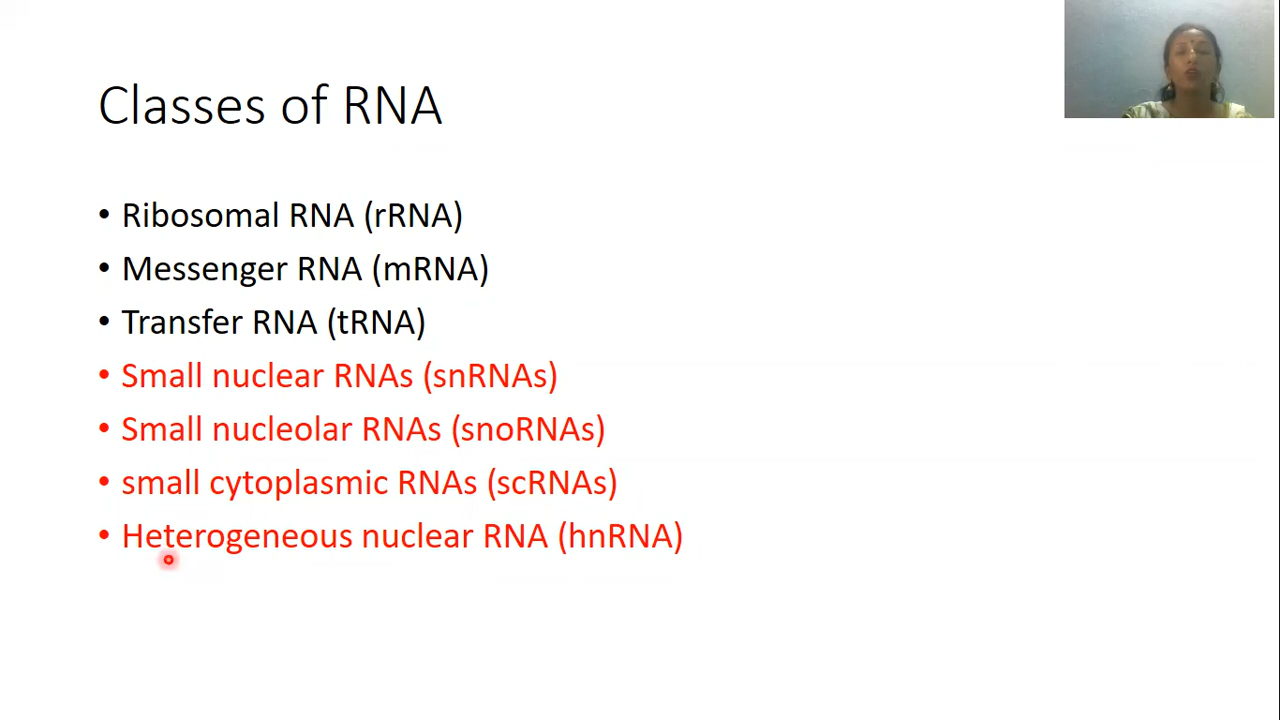 Classes of RNA
• Ribosomal RNA (rRNA)
• Messenger RNA (mRNA)
• Transfer RNA (tRNA)
• Small nuclear RNAs (snRNAs)
• Small nucleolar RNAs (snoRNAs)
• small cytoplasmic RNAs (scRNAs)
• Heterogeneous nuclear RNA (hnRNA)